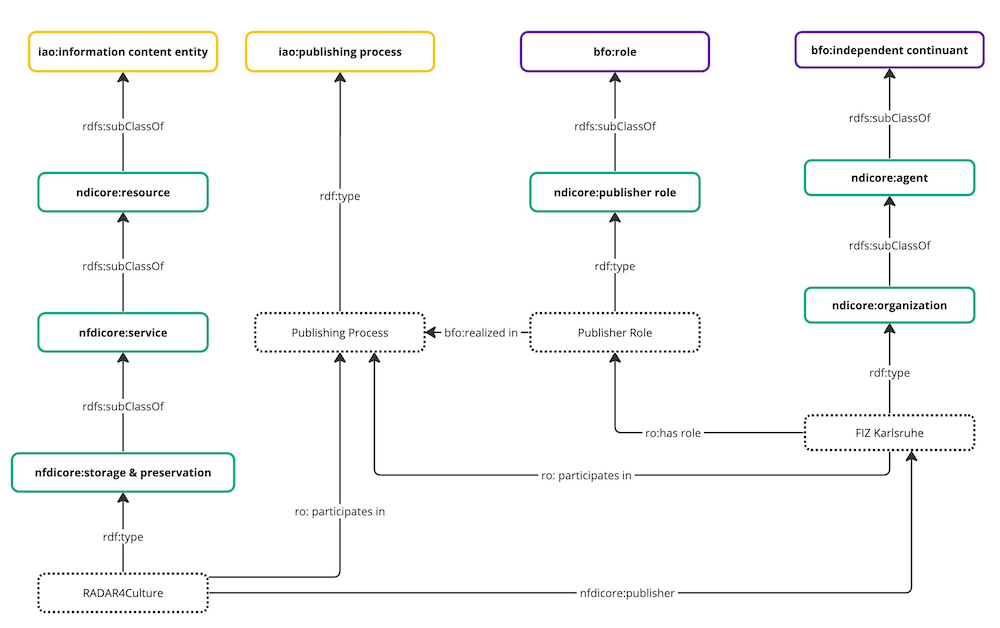 iao:information content entity
iao:publishing process
bfo:role
bfo:independent continuant
rdfs:subClassOf
rdfs:subClassOf
rdfs:subClassOf
ndicore:resource
rdf:type
ndicore:publisher role
ndicore:agent
rdfs:subClassOf
rdf:type
rdfs:subClassOf
nfdicore:service
Publishing Process
bfo:realized in
Publisher Role
ndicore:organization
rdfs:subClassOf
rdf:type
ro:has role
FIZ Karlsruhe
nfdicore:storage & preservation
ro: participates in
ro: participates in
rdf:type
RADAR4Culture
nfdicore:publisher